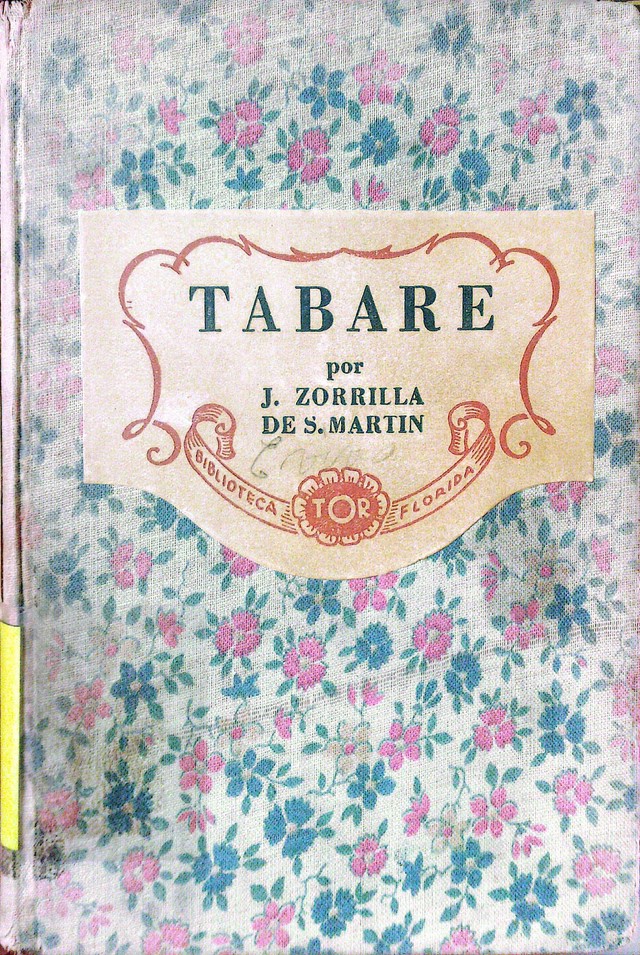 TABARE
por
J. ZORRILLA
DE S. MARTIN
BIBLIOTECA TOR FLORIDA